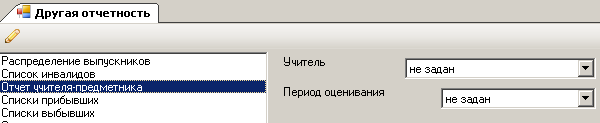 Другая отчетность
Распределение выпускников
Список инвалидов
Отчет учителя-предметника
Списки прибывших
Списки выбывших
Учитель
не задан
Период оценивания
не задан